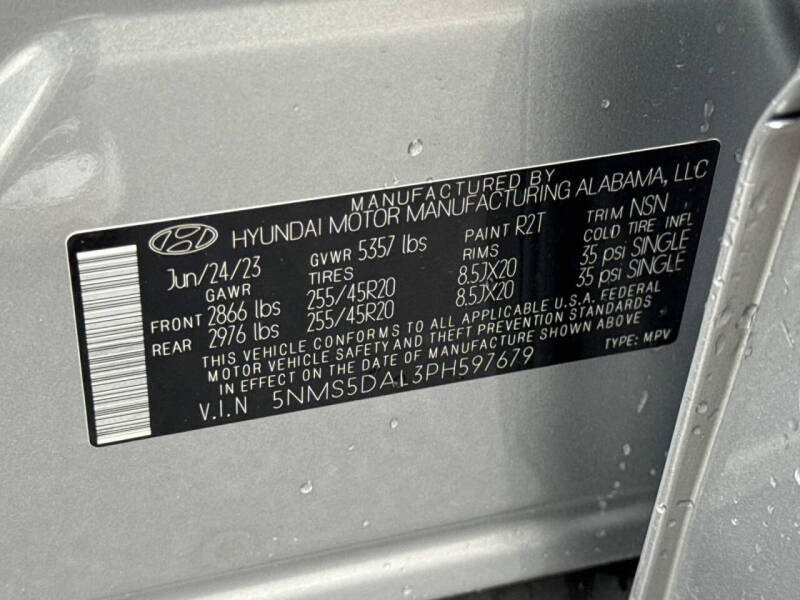 MANUFACTURED BY
HYUNDAI MOTOR MANUFACTURING ALABAMA, LLC
Jun/24/23 GVWR 5357 lbs PAINT R2T TRIM NSN
GAWR TIRES RIMS COLD TIRE INFL
FRONT 2866 lbs 255/45R20 8.5JX20 35 psi SINGLE
REAR 2976 lbs 255/45R20 8.5JX20 35 psi SINGLE
THIS VEHICLE CONFORMS TO ALL APPLICABLE U.S.A. FEDERAL
MOTOR VEHICLE SAFETY AND THEFT PREVENTION STANDARDS
IN EFFECT ON THE DATE OF MANUFACTURE SHOWN ABOVE
V.I.N 5NMS5DAL3PH597679 TYPE: MPV